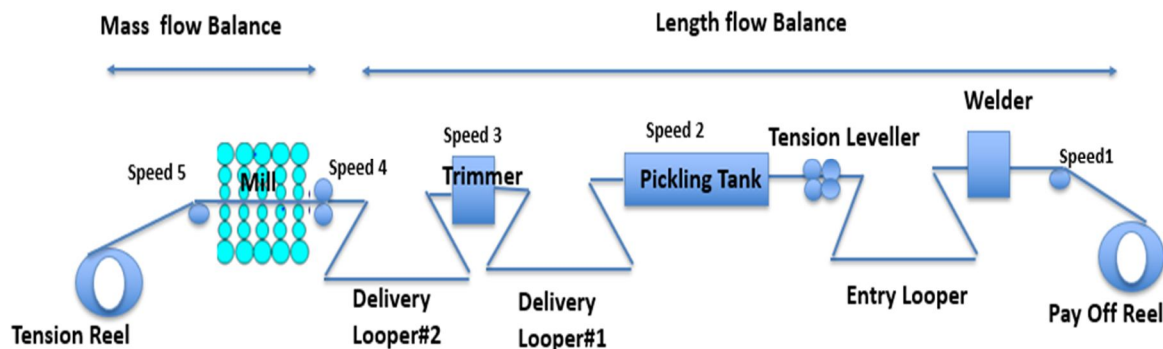 Mass flow Balance
Length flow Balance
Welder
Speed 5
Mill
Speed 4
Speed 3
Trimmer
Speed 2
Pickling Tank
Tension Leveller
Speed1
Tension Reel
Delivery
Looper#2
Delivery
Looper#1
Entry Looper
Pay Off Reel